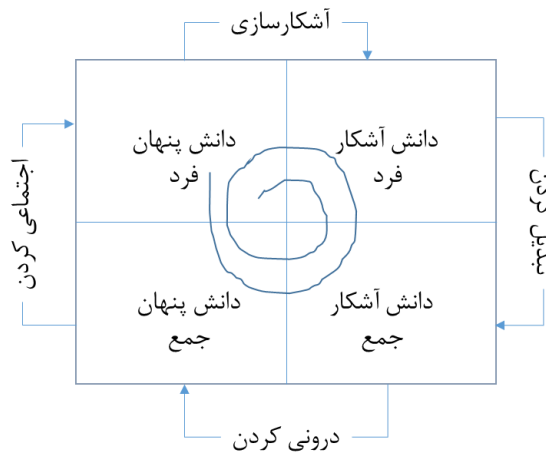 آشکارسازی
دانش آشکار
فرد
دانش پنهان
فرد
تبدیل کردن
اجتماعی کردن
دانش آشکار
جمع
دانش پنهان
جمع
درونی کردن